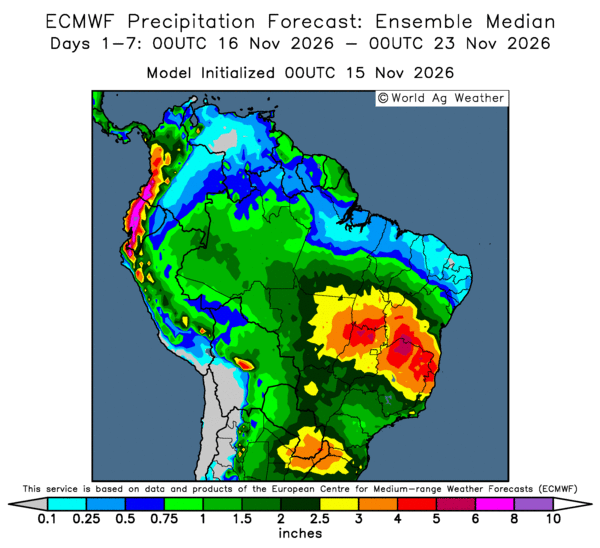 ECMWF Precipitation Forecast: Ensemble Median
Days 1–7: 00UTC 16 Nov 2026 – 00UTC 23 Nov 2026
Model Initialized 00UTC 15 Nov 2026
© World Ag Weather
This service is based on data and products of the European Centre for Medium-range Weather Forecasts (ECMWF)
0.1 0.25 0.5 0.75 1 1.5 2 2.5 3 4 5 6 8 10
inches